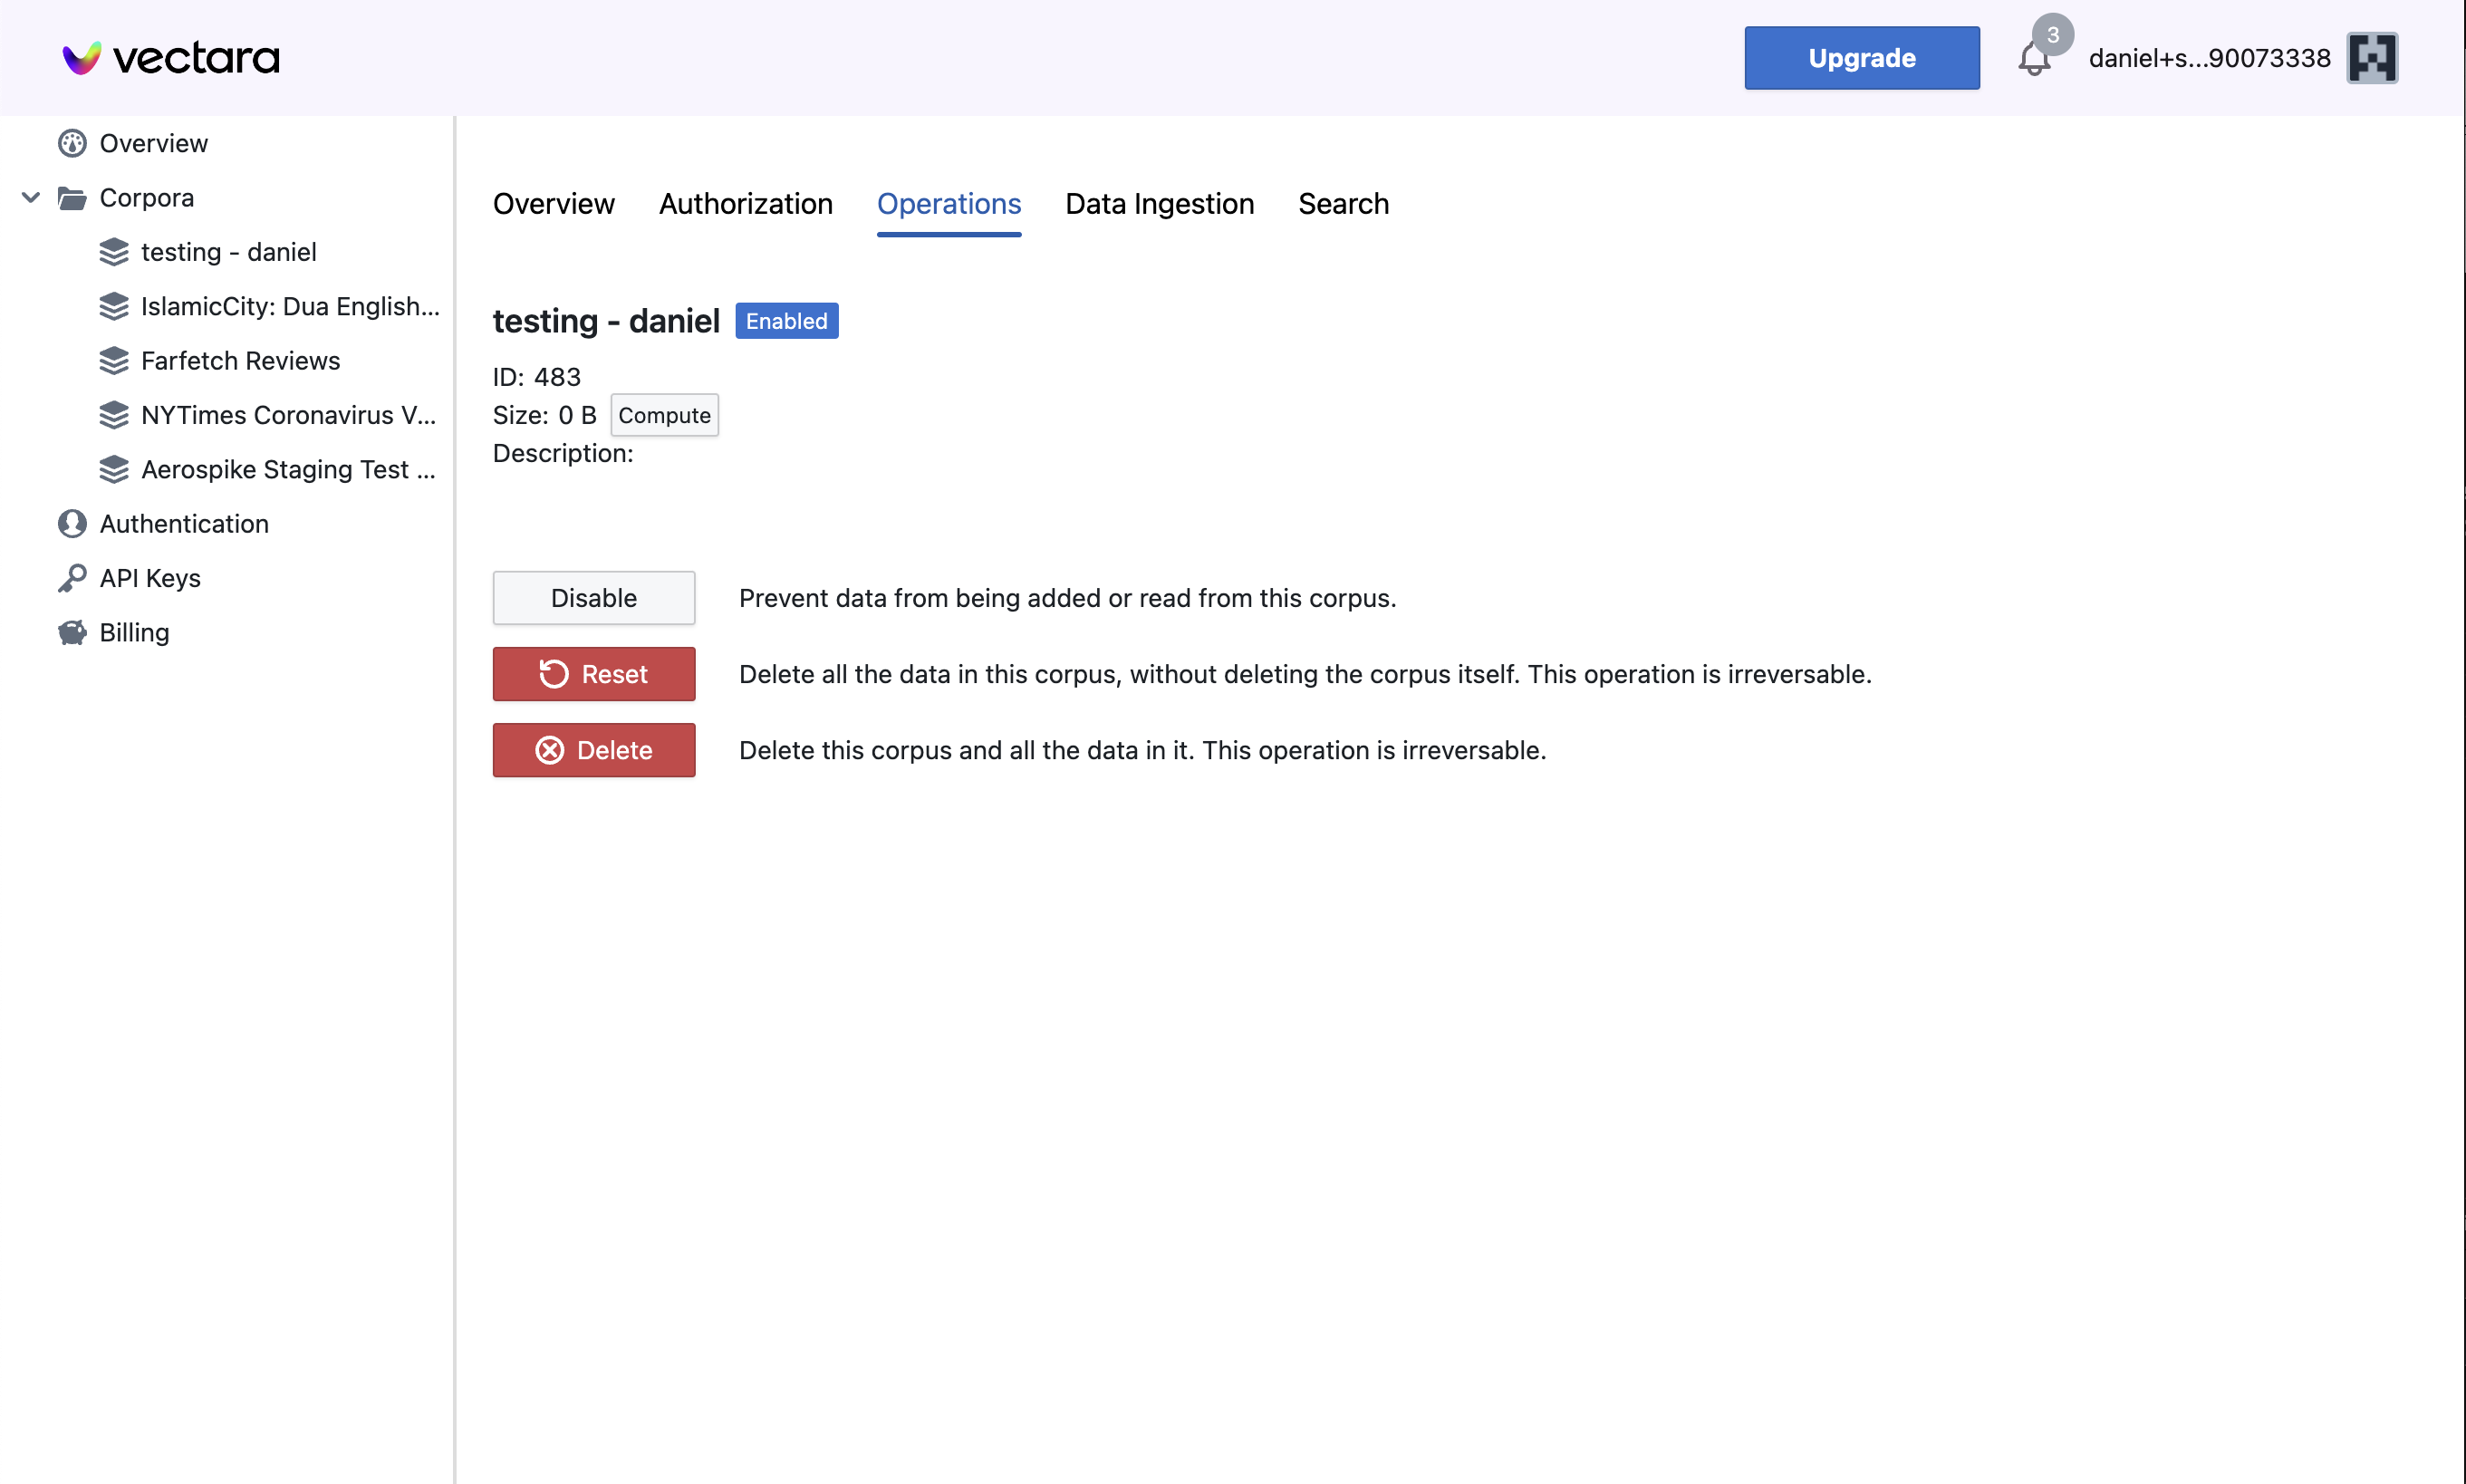 vectara
Upgrade
3
daniel+s...90073338
Overview
Corpora
testing - daniel
IslamicCity: Dua English...
Farfetch Reviews
NYTimes Coronavirus V...
Aerospike Staging Test ...
Authentication
API Keys
Billing
Overview Authorization Operations Data Ingestion Search
testing - daniel Enabled
ID: 483
Size: 0 B Compute
Description:
Disable Prevent data from being added or read from this corpus.
Reset Delete all the data in this corpus, without deleting the corpus itself. This operation is irreversable.
Delete Delete this corpus and all the data in it. This operation is irreversable.